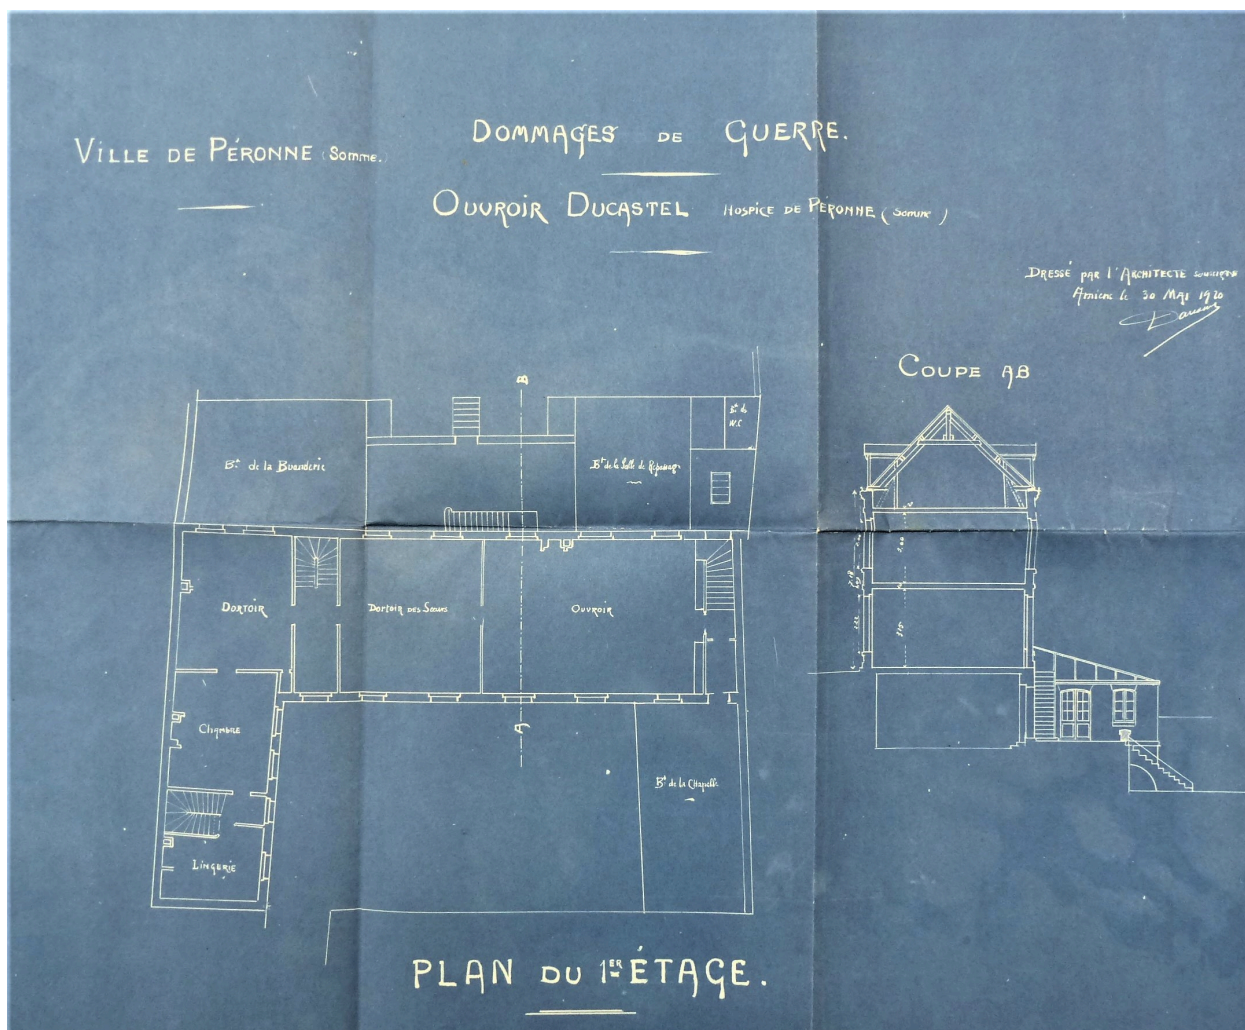 VILLE DE PÉRONNE (Somme.)
DOMMAGES DE GUERRE.
OUVROIR DUCASTEL HOSPICE DE PÉRONNE (Somme)
DRESSÉ PAR L'ARCHITECTE
Amiens le 30 MAI 1920
COUPE AB
B
Bt de W.C
Bt de la Buanderie
Bt de la Salle de Repassage
DORTOIR
DORTOIR DES SŒURS
OUVROIR
CHAMBRE
A
Bt de la Chapelle
LINGERIE
PLAN DU 1ER ÉTAGE.